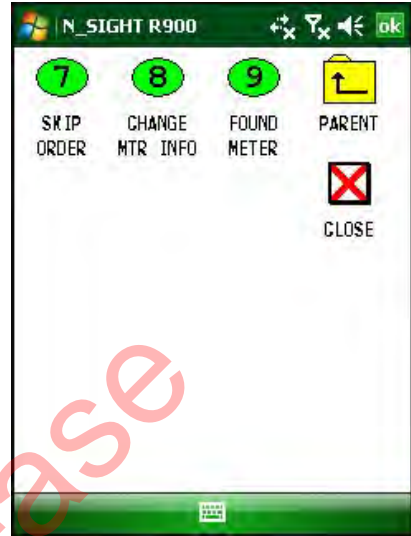 N_SIGHT R900 ok
7 8 9
SKIP CHANGE FOUND PARENT
ORDER MTR INFO METER
CLOSE
ase